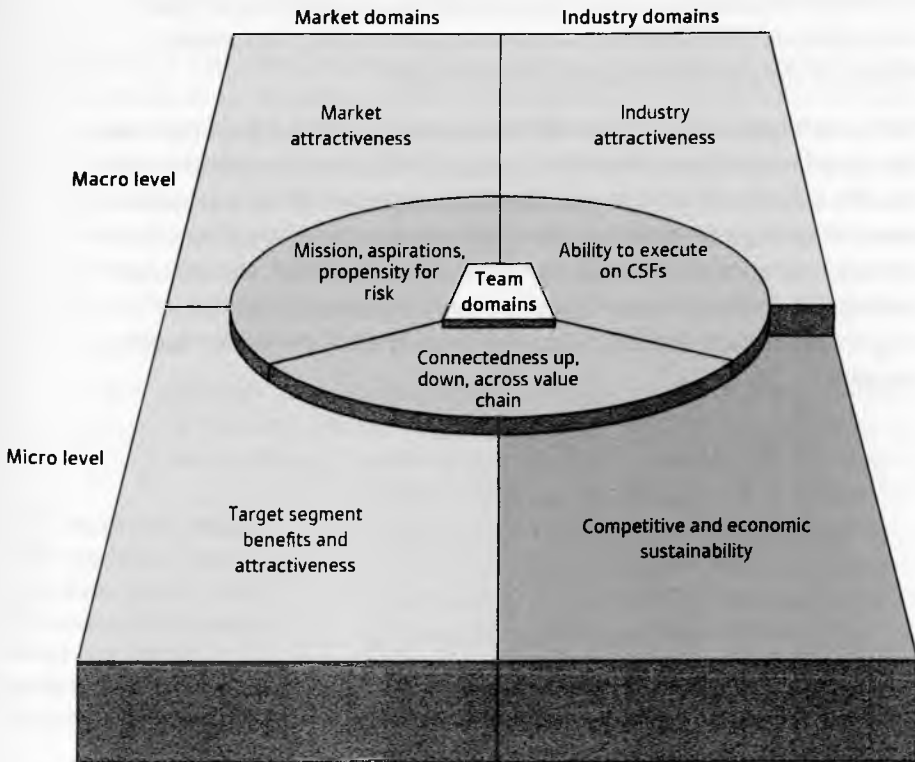 Market domains
Industry domains
Market
attractiveness
Industry
attractiveness
Macro level
Mission, aspirations,
propensity for
risk
Ability to execute
on CSFs
Team
domains
Connectedness up,
down, across value
chain
Micro level
Target segment
benefits and
attractiveness
Competitive and economic
sustainability